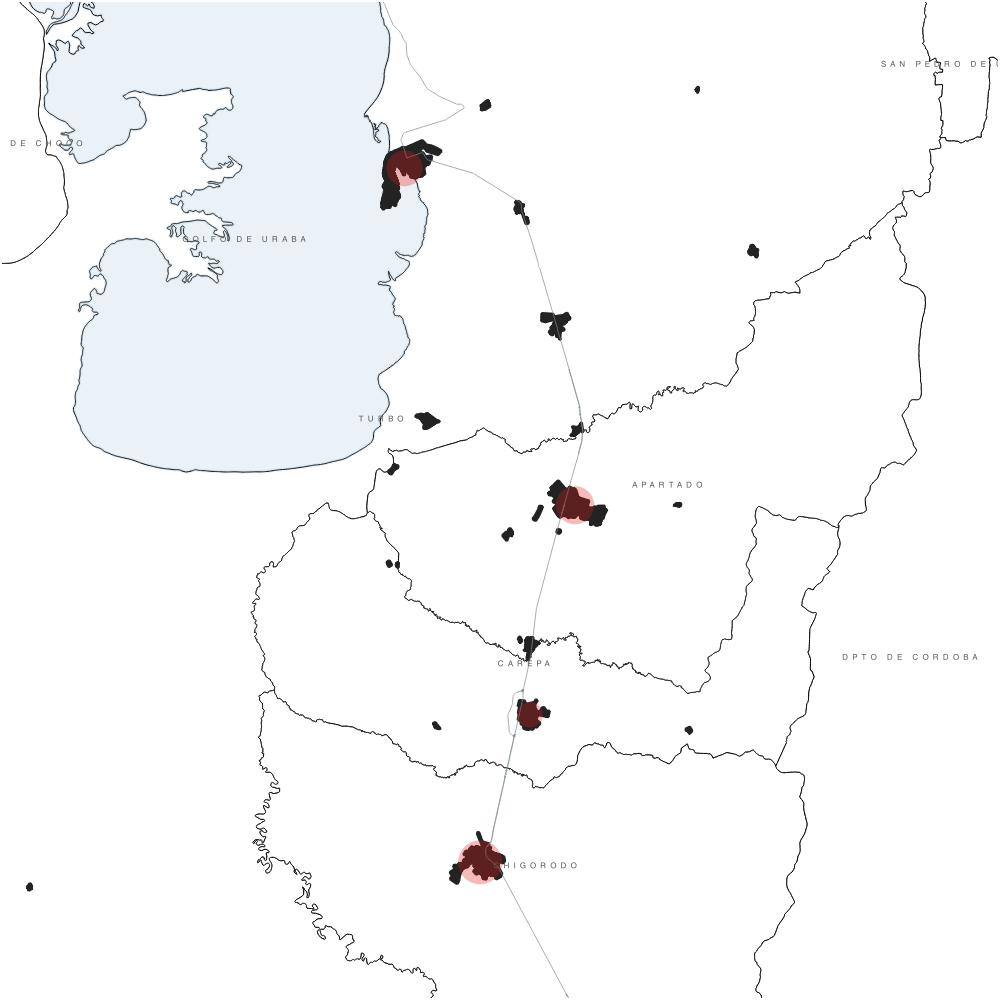 SAN PEDRO DE
DE CHOCO
GOLFO DE URABA
TURBO
APARTADO
DPTO DE CORDOBA
CAREPA
CHIGORODO